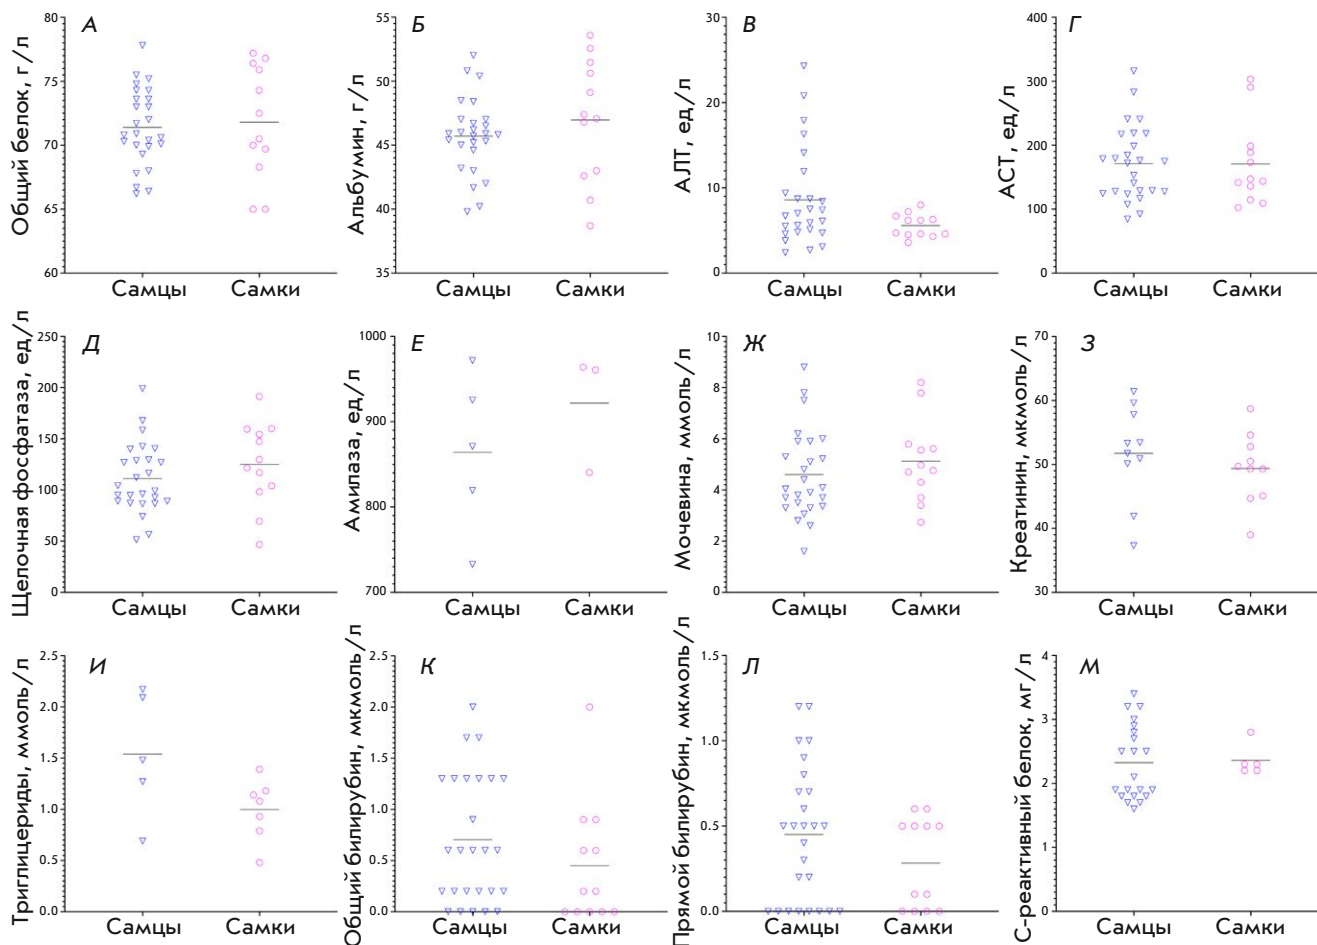 А
Общий белок, г/л
80
75
70
65
60
Самцы Самки
Б
Альбумин, г/л
55
50
45
40
35
Самцы Самки
В
АЛТ, ед/л
30
20
10
0
Самцы Самки
Г
АСТ, ед/л
400
300
200
100
0
Самцы Самки
Д
Щелочная фосфатаза, ед/л
250
200
150
100
50
0
Самцы Самки
Е
Амилаза, ед/л
1000
900
800
700
Самцы Самки
Ж
Мочевина, ммоль/л
10
8
6
4
2
0
Самцы Самки
З
Креатинин, мкмоль/л
70
60
50
40
30
Самцы Самки
И
Триглицериды, ммоль/л
2.5
2.0
1.5
1.0
0.5
0.0
Самцы Самки
К
Общий билирубин, мкмоль/л
2.5
2.0
1.5
1.0
0.5
0.0
Самцы Самки
Л
Прямой билирубин, мкмоль/л
1.5
1.0
0.5
0.0
Самцы Самки
М
С-реактивный белок, мг/л
4
3
2
1
0
Самцы Самки